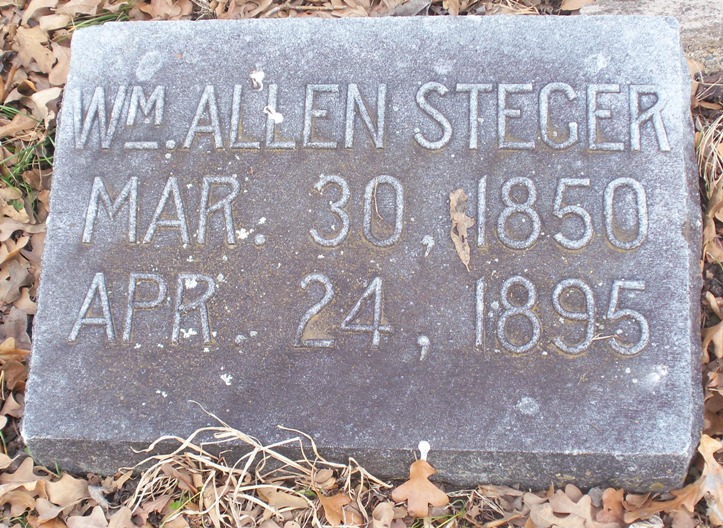 WM. ALLEN STEGER
MAR. 30, 1850
APR. 24, 1895